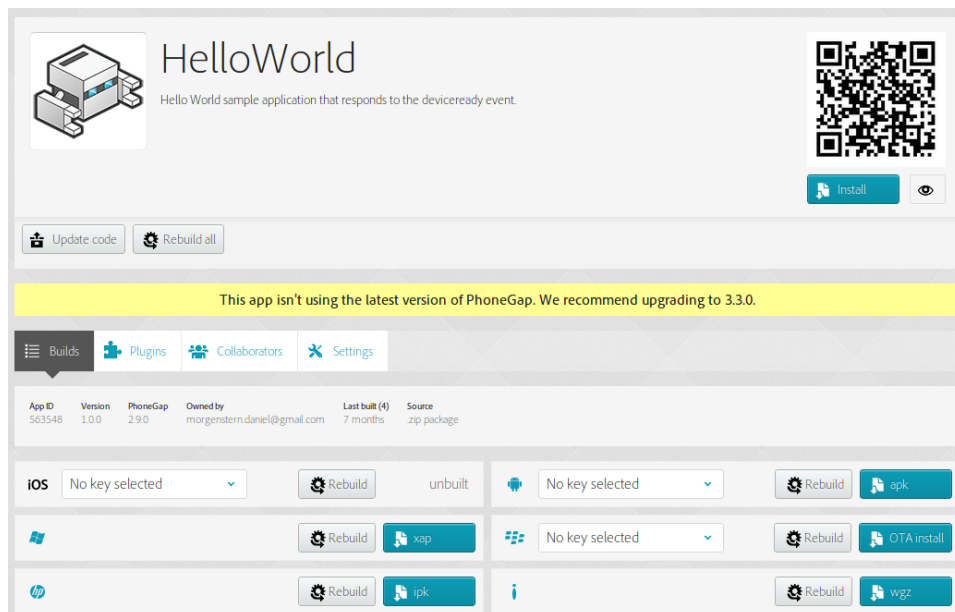 HelloWorld
Hello World sample application that responds to the deviceready event.
Install
Update code
Rebuild all
This app isn't using the latest version of PhoneGap. We recommend upgrading to 3.3.0.
Builds
Plugins
Collaborators
Settings
App ID Version PhoneGap Owned by Last built (4) Source
563548 1.0.0 2.9.0 morgenstern.daniel@gmail.com 7 months .zip package
iOS No key selected Rebuild unbuilt
No key selected Rebuild apk
Rebuild xap
No key selected Rebuild OTA install
hp Rebuild ipk
Rebuild wgz